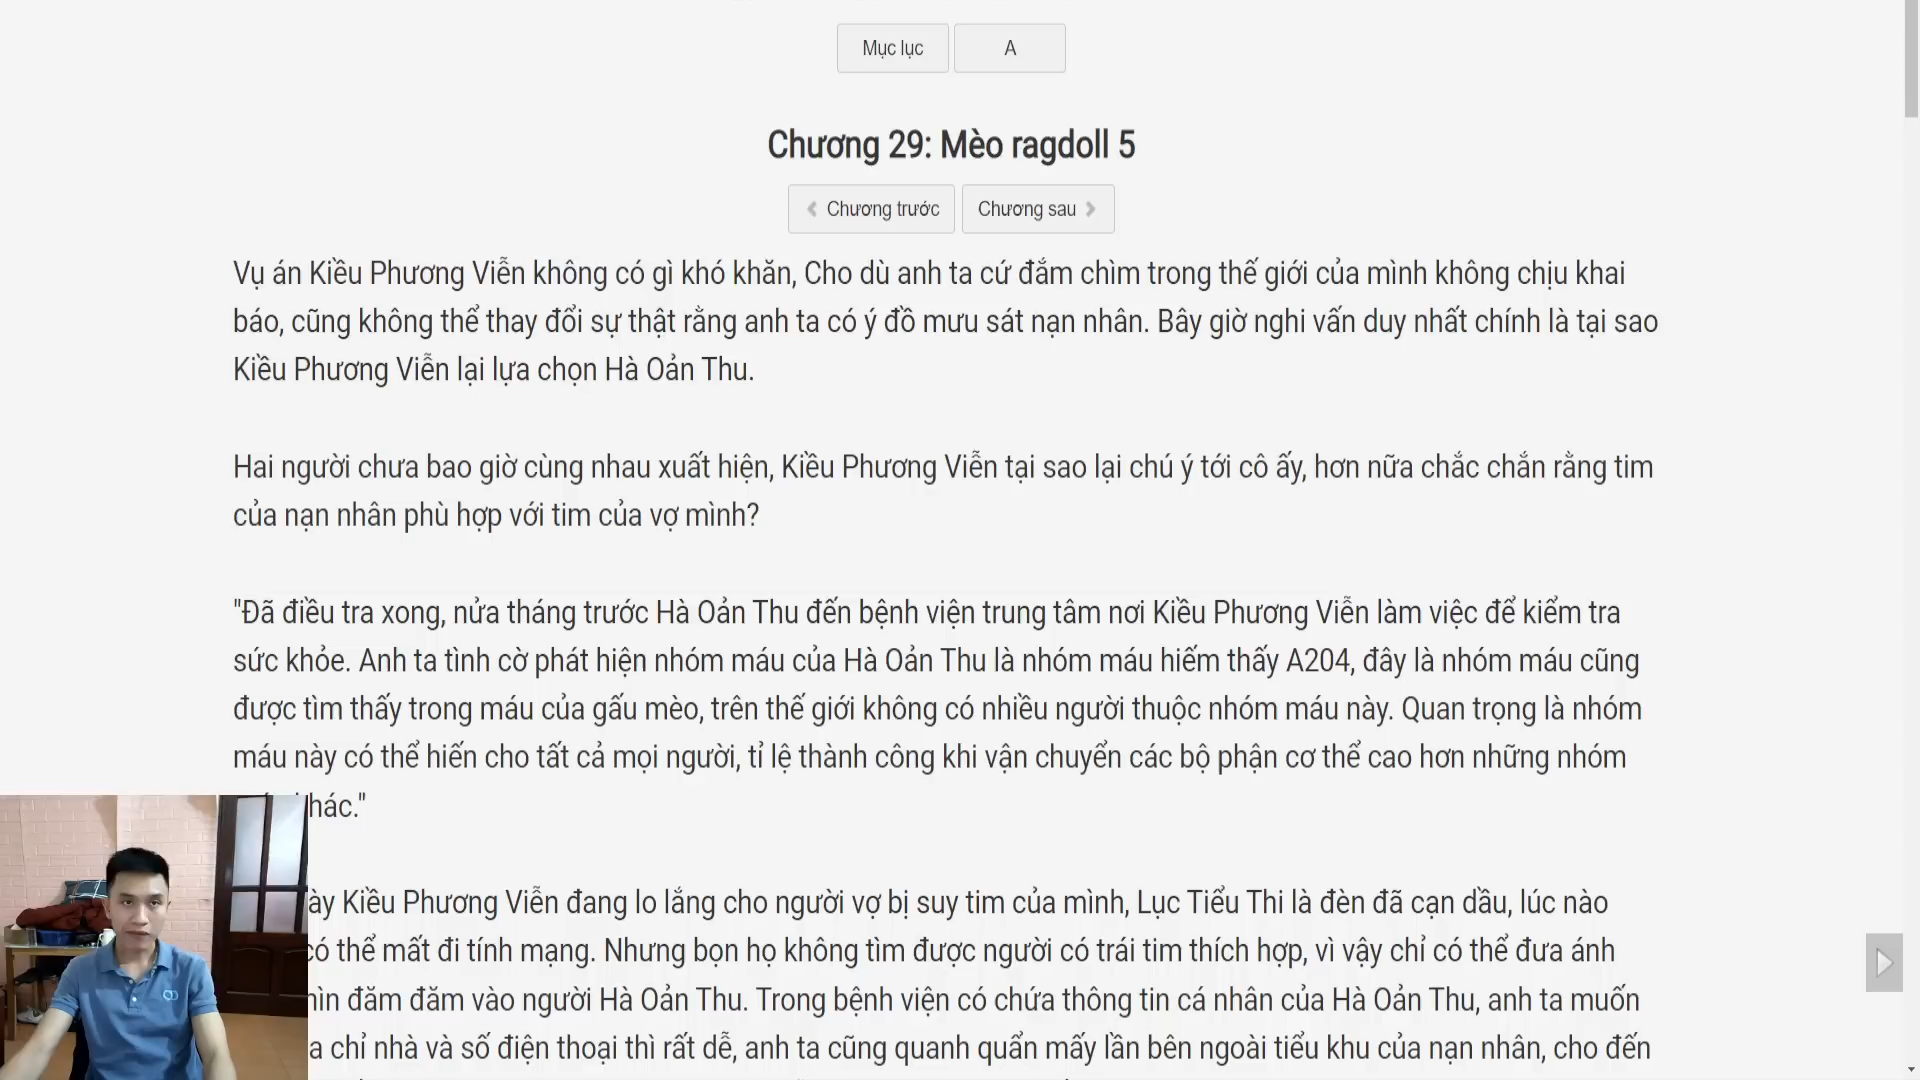 Mục lục
A
Chương 29: Mèo ragdoll 5
Chương trước
Chương sau
Vụ án Kiều Phương Viễn không có gì khó khăn, Cho dù anh ta cứ đắm chìm trong thế giới của mình không chịu khai
báo, cũng không thể thay đổi sự thật rằng anh ta có ý đồ mưu sát nạn nhân. Bây giờ nghi vấn duy nhất chính là tại sao
Kiều Phương Viễn lại lựa chọn Hà Oản Thu.
Hai người chưa bao giờ cùng nhau xuất hiện, Kiều Phương Viễn tại sao lại chú ý tới cô ấy, hơn nữa chắc chắn rằng tim
của nạn nhân phù hợp với tim của vợ mình?
"Đã điều tra xong, nửa tháng trước Hà Oản Thu đến bệnh viện trung tâm nơi Kiều Phương Viễn làm việc để kiểm tra
sức khỏe. Anh ta tình cờ phát hiện nhóm máu của Hà Oản Thu là nhóm máu hiếm thấy A204, đây là nhóm máu cũng
được tìm thấy trong máu của gấu mèo, trên thế giới không có nhiều người thuộc nhóm máu này. Quan trọng là nhóm
máu này có thể hiến cho tất cả mọi người, tỉ lệ thành công khi vận chuyển các bộ phận cơ thể cao hơn những nhóm
hác."
ày Kiều Phương Viễn đang lo lắng cho người vợ bị suy tim của mình, Lục Tiểu Thi là đèn đã cạn dầu, lúc nào
có thể mất đi tính mạng. Nhưng bọn họ không tìm được người có trái tim thích hợp, vì vậy chỉ có thể đưa ánh
hìn đăm đăm vào người Hà Oản Thu. Trong bệnh viện có chứa thông tin cá nhân của Hà Oản Thu, anh ta muốn
a chỉ nhà và số điện thoại thì rất dễ, anh ta cũng quanh quẩn mấy lần bên ngoài tiểu khu của nạn nhân, cho đến